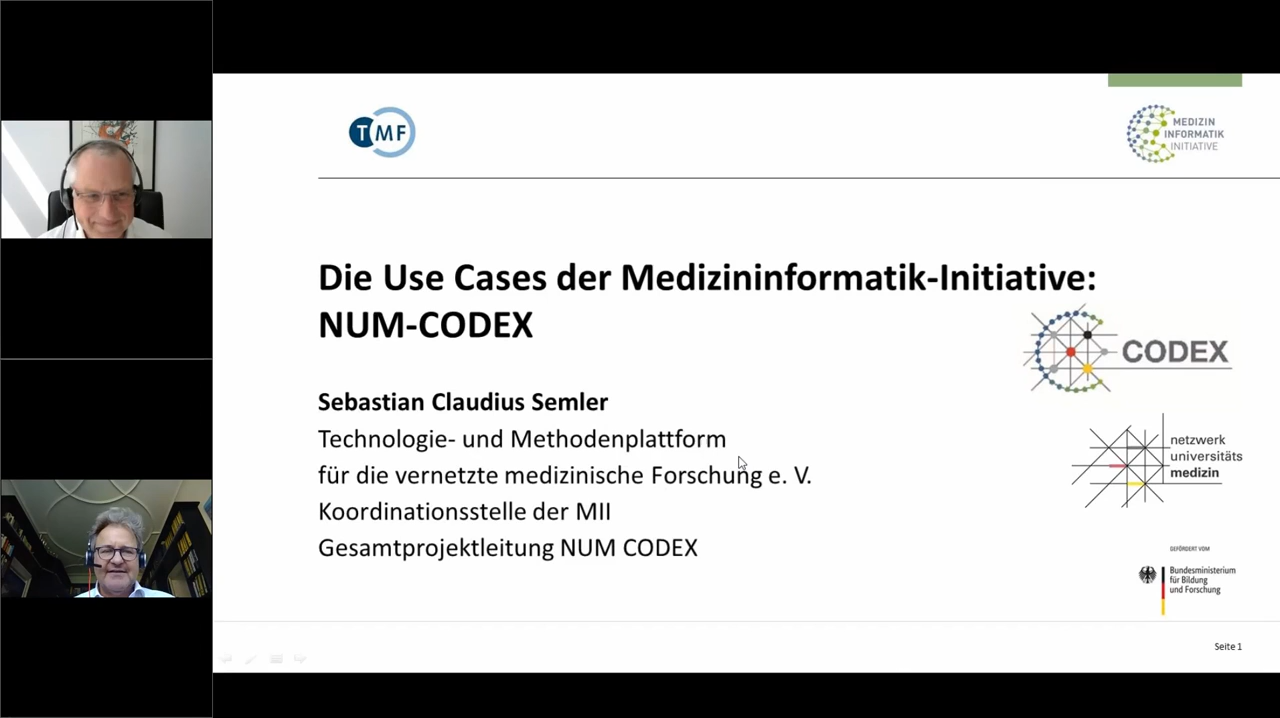 TMF
MEDIZIN
INFORMATIK
INITIATIVE
Die Use Cases der Medizininformatik-Initiative:
NUM-CODEX
CODEX
Sebastian Claudius Semler
Technologie- und Methodenplattform
für die vernetzte medizinische Forschung e. V.
Koordinationsstelle der MII
Gesamtprojektleitung NUM CODEX
netzwerk
universitäts
medizin
GEFÖRDERT VOM
Bundesministerium
für Bildung
und Forschung
Seite 1